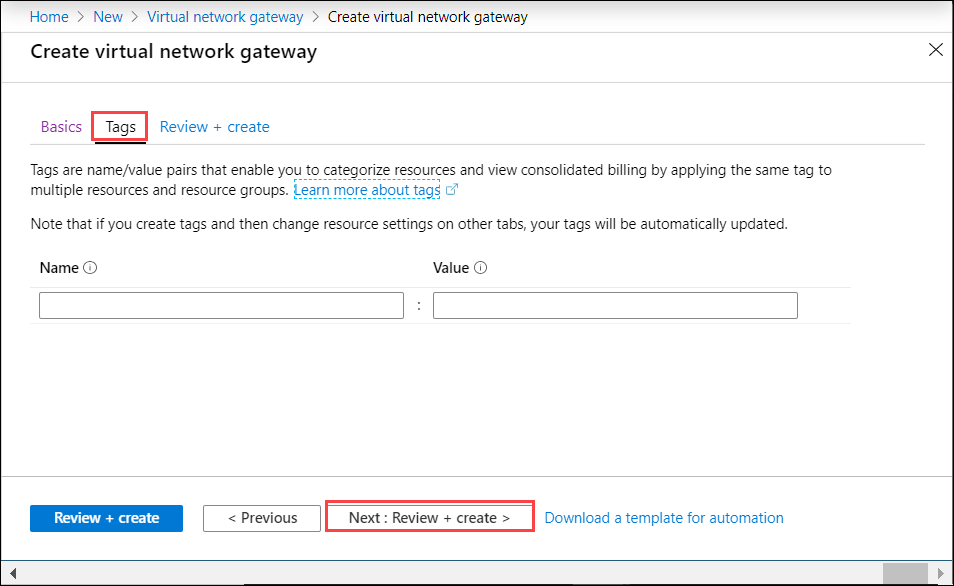 Home > New > Virtual network gateway > Create virtual network gateway
Create virtual network gateway
Basics Tags Review + create
Tags are name/value pairs that enable you to categorize resources and view consolidated billing by applying the same tag to
multiple resources and resource groups. Learn more about tags
Note that if you create tags and then change resource settings on other tabs, your tags will be automatically updated.
Name Value
:
Review + create < Previous Next : Review + create > Download a template for automation